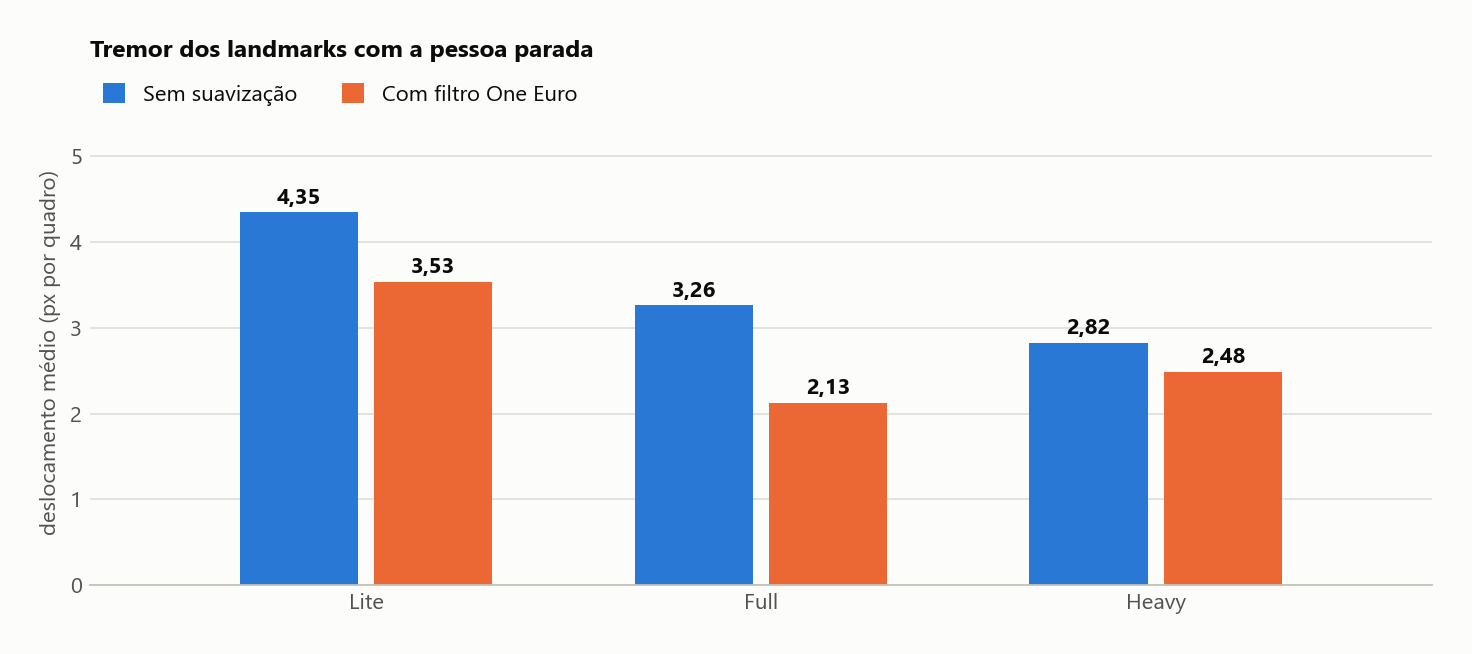 Tremor dos landmarks com a pessoa parada
Sem suavização
Com filtro One Euro
deslocamento médio (px por quadro)
5
4
3
2
1
0
4,35
3,53
3,26
2,13
2,82
2,48
Lite
Full
Heavy